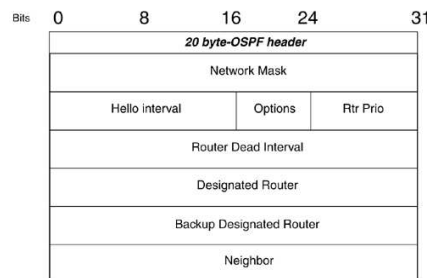 Bits 0 8 16 24 31
20 byte-OSPF header
Network Mask
Hello interval Options Rtr Prio
Router Dead Interval
Designated Router
Backup Designated Router
Neighbor